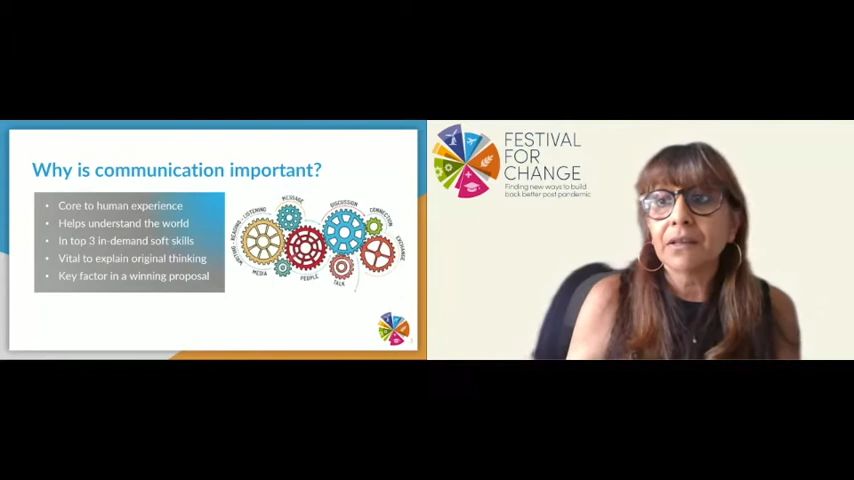 Why is communication important?
• Core to human experience
• Helps understand the world
• In top 3 in-demand soft skills
• Vital to explain original thinking
• Key factor in a winning proposal
WRITING - READING - LISTENING
MESSAGE
DISCUSSION
CONNECTION
EXCHANGE
MEDIA
PEOPLE
TALK
FESTIVAL
FOR
CHANGE
Finding new ways to build
back better post pandemic